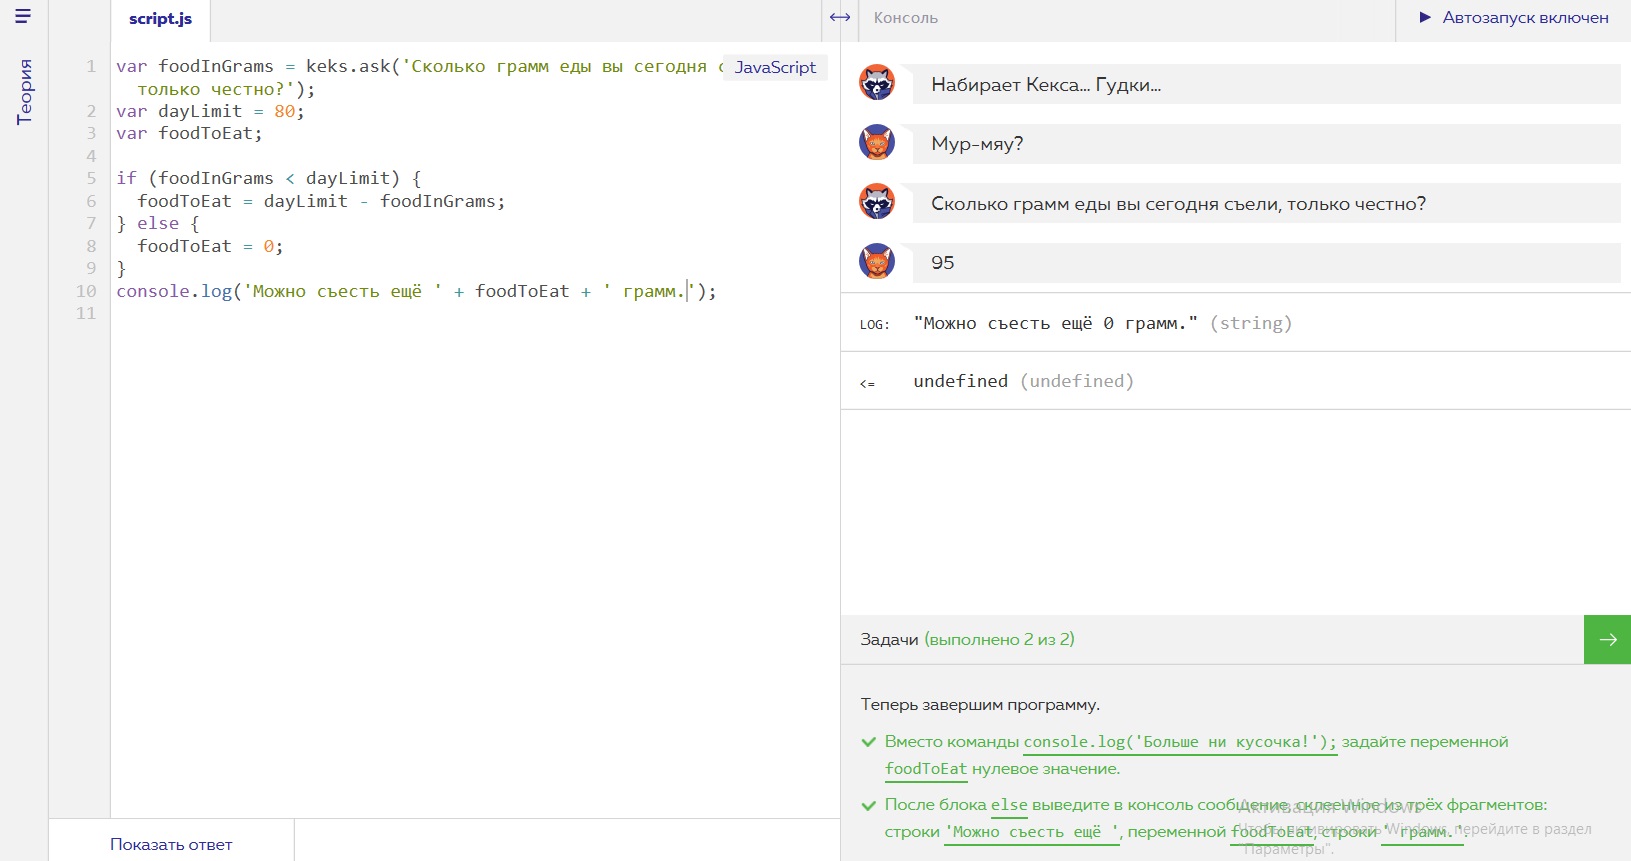 script.js
Консоль
Автозапуск включен
Теория
JavaScript
1 var foodInGrams = keks.ask('Сколько грамм еды вы сегодня
только честно?');
2 var dayLimit = 80;
3 var foodToEat;
4
5 if (foodInGrams < dayLimit) {
6 foodToEat = dayLimit - foodInGrams;
7 } else {
8 foodToEat = 0;
9 }
10 console.log('Можно съесть ещё ' + foodToEat + ' грамм.');
11
Показать ответ
Набирает Кекса... Гудки...
Мур-мяу?
Сколько грамм еды вы сегодня съели, только честно?
95
LOG: "Можно съесть ещё 0 грамм." (string)
<= undefined (undefined)
Задачи (выполнено 2 из 2)
Теперь завершим программу.
Вместо команды console.log('Больше ни кусочка!'); задайте переменной
foodToEat нулевое значение.
После блока else выведите в консоль сообщение, склеенное из трёх фрагментов:
строки 'Можно съесть ещё ', переменной foodToEat, строки ' грамм.'.
Активация Windows
Чтобы активировать Windows, перейдите в раздел
"Параметры".